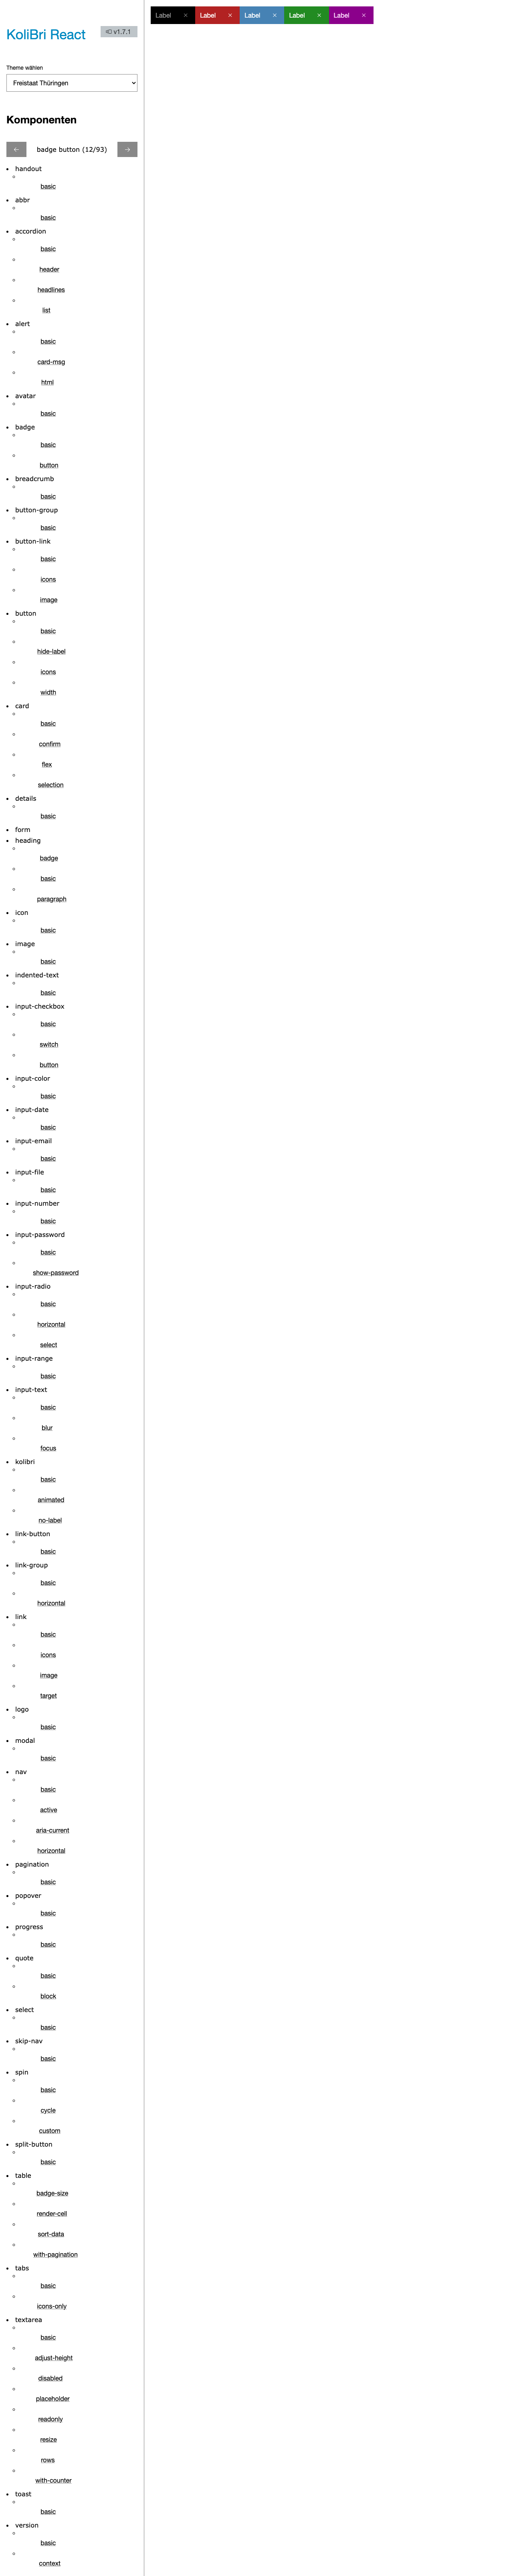 KoliBri React
v1.7.1
Theme wählen
Freistaat Thüringen
Komponenten
← badge button (12/93) →
handout
basic
abbr
basic
accordion
basic
header
headlines
list
alert
basic
card-msg
html
avatar
basic
badge
basic
button
breadcrumb
basic
button-group
basic
button-link
basic
icons
image
button
basic
hide-label
icons
width
card
basic
confirm
flex
selection
details
basic
form
heading
badge
basic
paragraph
icon
basic
image
basic
indented-text
basic
input-checkbox
basic
switch
button
input-color
basic
input-date
basic
input-email
basic
input-file
basic
input-number
basic
input-password
basic
show-password
input-radio
basic
horizontal
select
input-range
basic
input-text
basic
blur
focus
kolibri
basic
animated
no-label
link-button
basic
link-group
basic
horizontal
link
basic
icons
image
target
logo
basic
modal
basic
nav
basic
active
aria-current
horizontal
pagination
basic
popover
basic
progress
basic
quote
basic
block
select
basic
skip-nav
basic
spin
basic
cycle
custom
split-button
basic
table
badge-size
render-cell
sort-data
with-pagination
tabs
basic
icons-only
textarea
basic
adjust-height
disabled
placeholder
readonly
resize
rows
with-counter
toast
basic
version
basic
context
Label × Label × Label × Label × Label ×